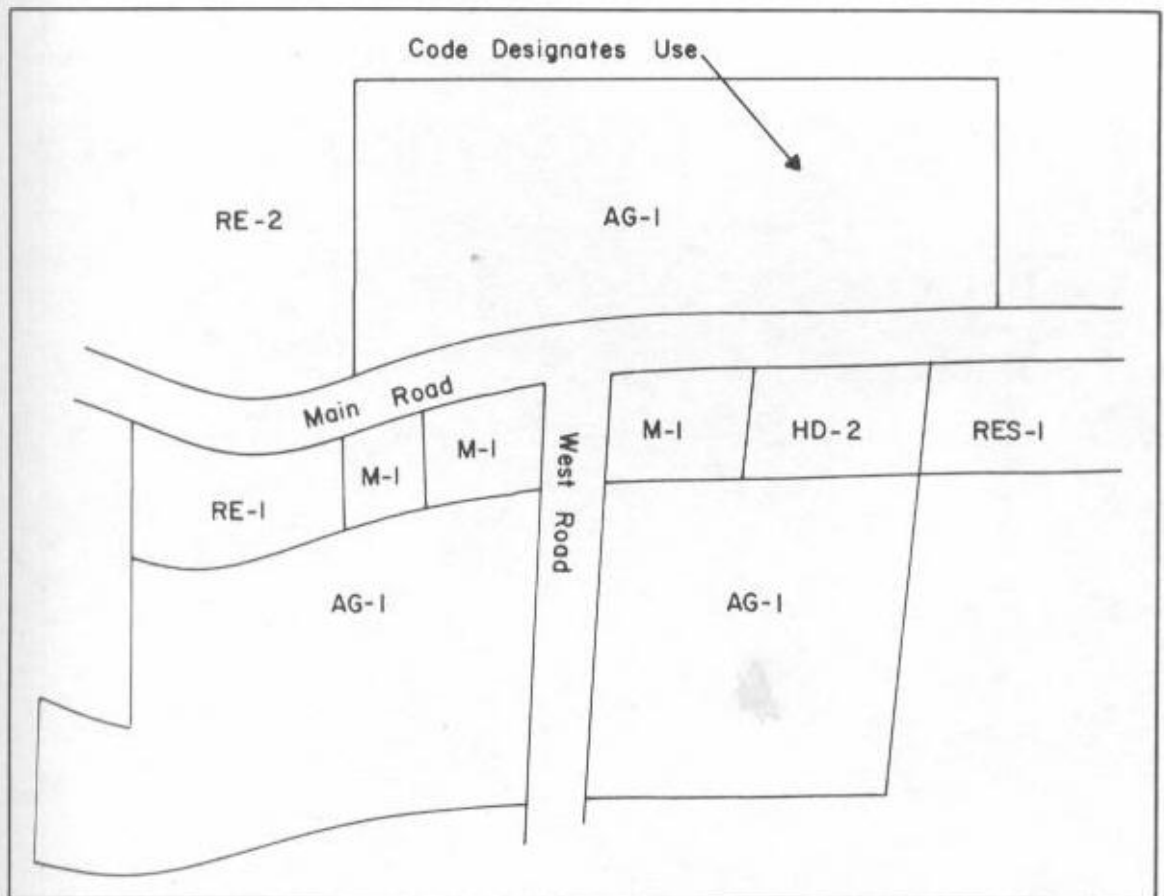 Code Designates Use
RE-2
AG-1
Main Road
M-1
M-1
RE-1
West Road
M-1
HD-2
RES-1
AG-1
AG-1